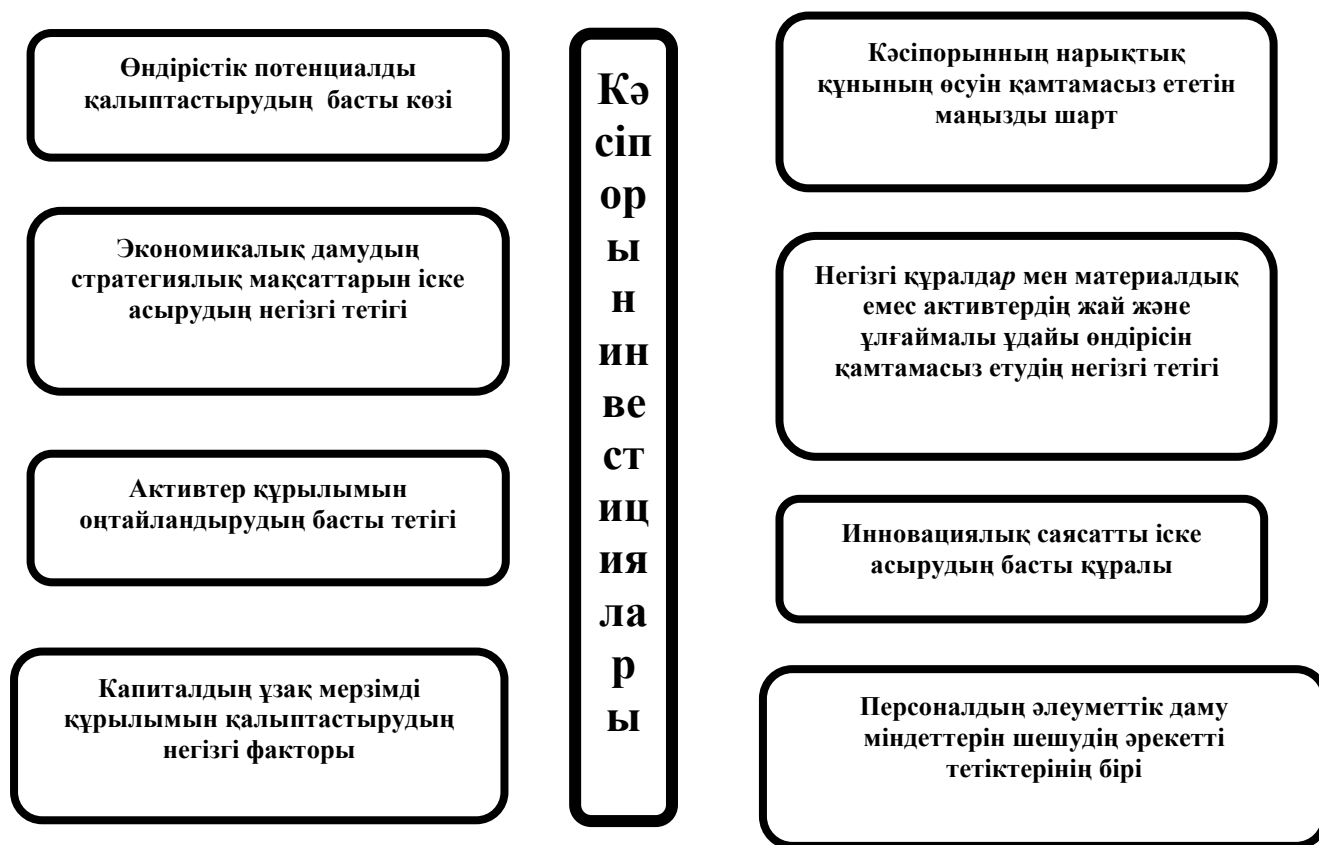 Өндірістік потенциалды
қалыптастырудың басты көзі
Экономикалық дамудың
стратегиялық мақсаттарын іске
асырудың негізгі тетігі
Активтер құрылымын
оңтайландырудың басты тетігі
Капиталдың ұзақ мерзімді
құрылымын қалыптастырудың
негізгі факторы
Кә
сіп
ор
ы
н
ин
ве
ст
иц
ия
ла
р
ы
Кәсіпорынның нарықтық
құнының өсуін қамтамасыз ететін
маңызды шарт
Негізгі құралдар мен материалдық
емес активтердің жай және
ұлғаймалы ұдайы өндірісін
қамтамасыз етудің негізгі тетігі
Инновациялық саясатты іске
асырудың басты құралы
Персоналдың әлеуметтік даму
міндеттерін шешудің әрекетті
тетіктерінің бірі